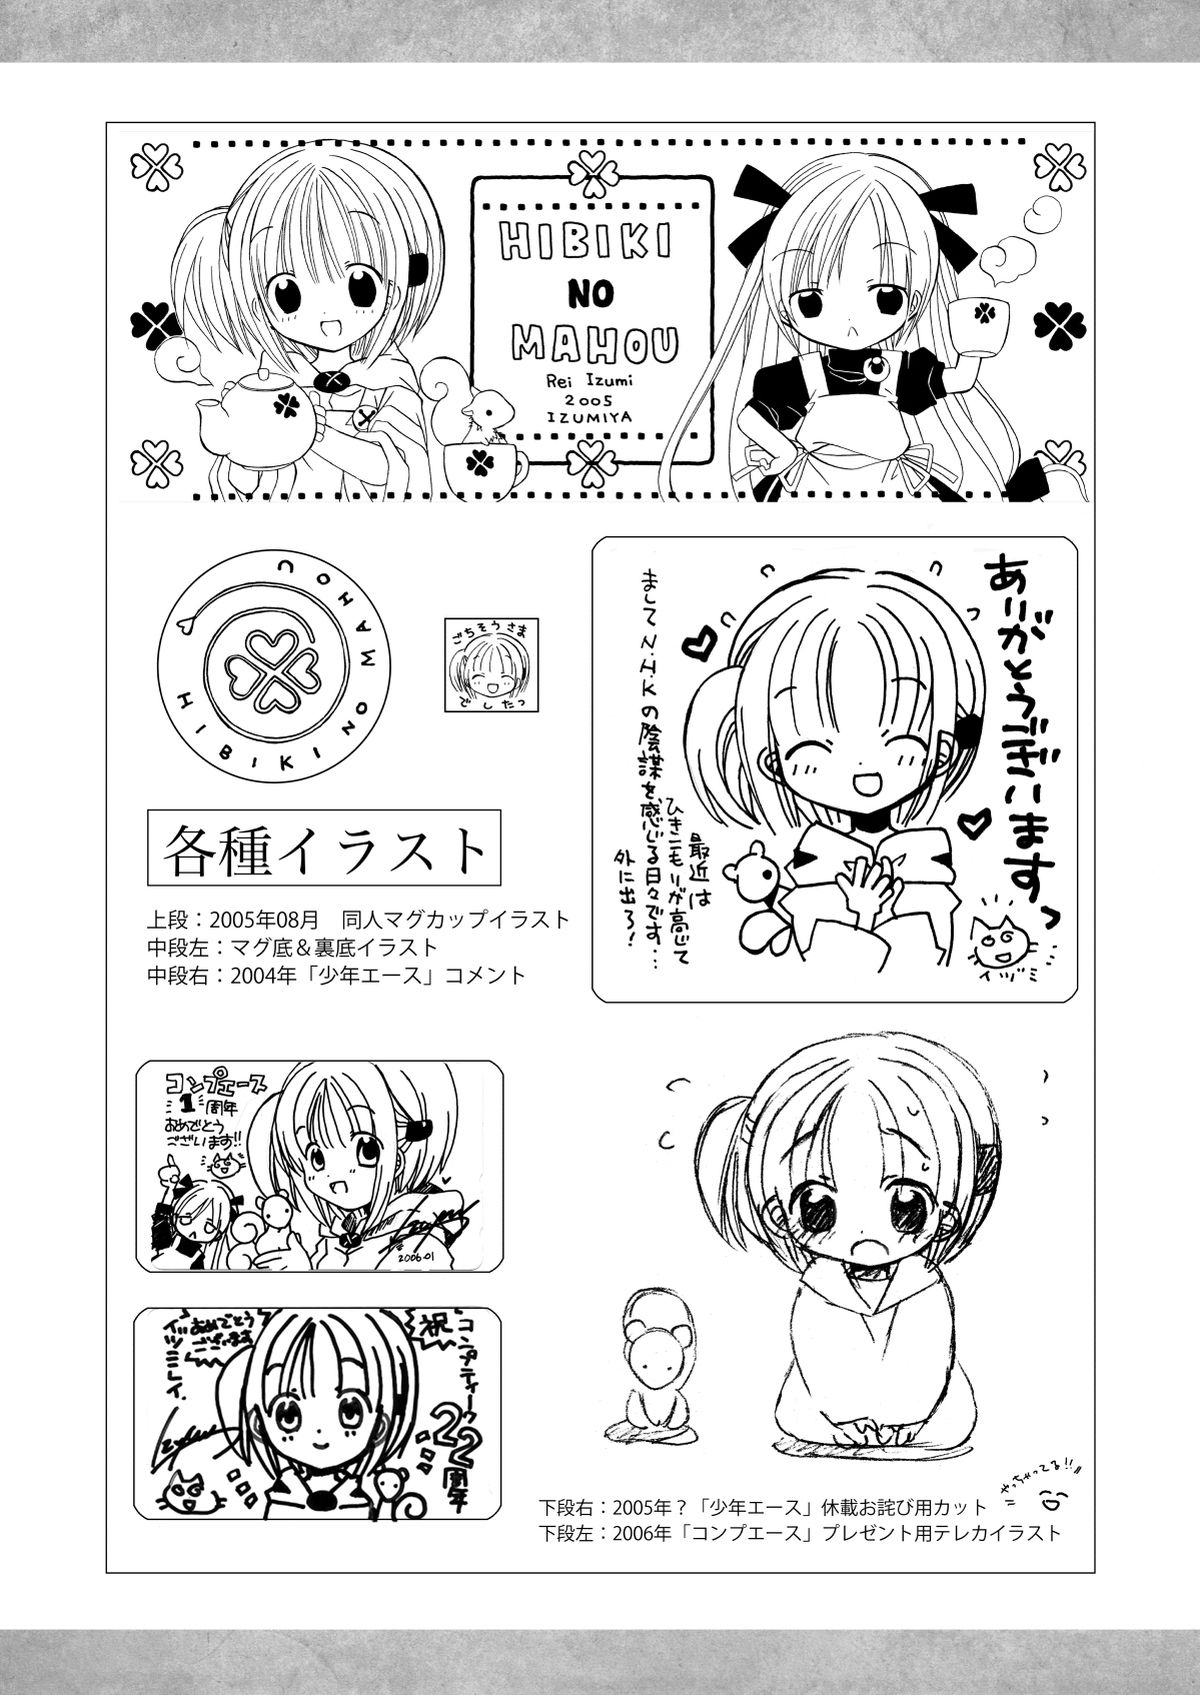 HIBIKI
NO
MAHOU
Rei Izumi
2005
IZUMIYA
HIBIKI NO MAHOU
ごちそうさま
でしたっ
ありがとうございますっ
最近は
ひきこもりが高じて
外に出ろ!
ましてN.H.Kの陰謀を感じる日々です…
イヅミ
各種イラスト
上段：2005年08月　同人マグカップイラスト
中段左：マグ底＆裏底イラスト
中段右：2004年「少年エース」コメント
コンプエース
1周年
おめでとう
ございます!!
2006.01
祝
コンプティーク
22周年
おめでとう
ございます
イヅミレイ.
やっちゃってる!!
下段右：2005年？「少年エース」休載お詫び用カット
下段左：2006年「コンプエース」プレゼント用テレカイラスト